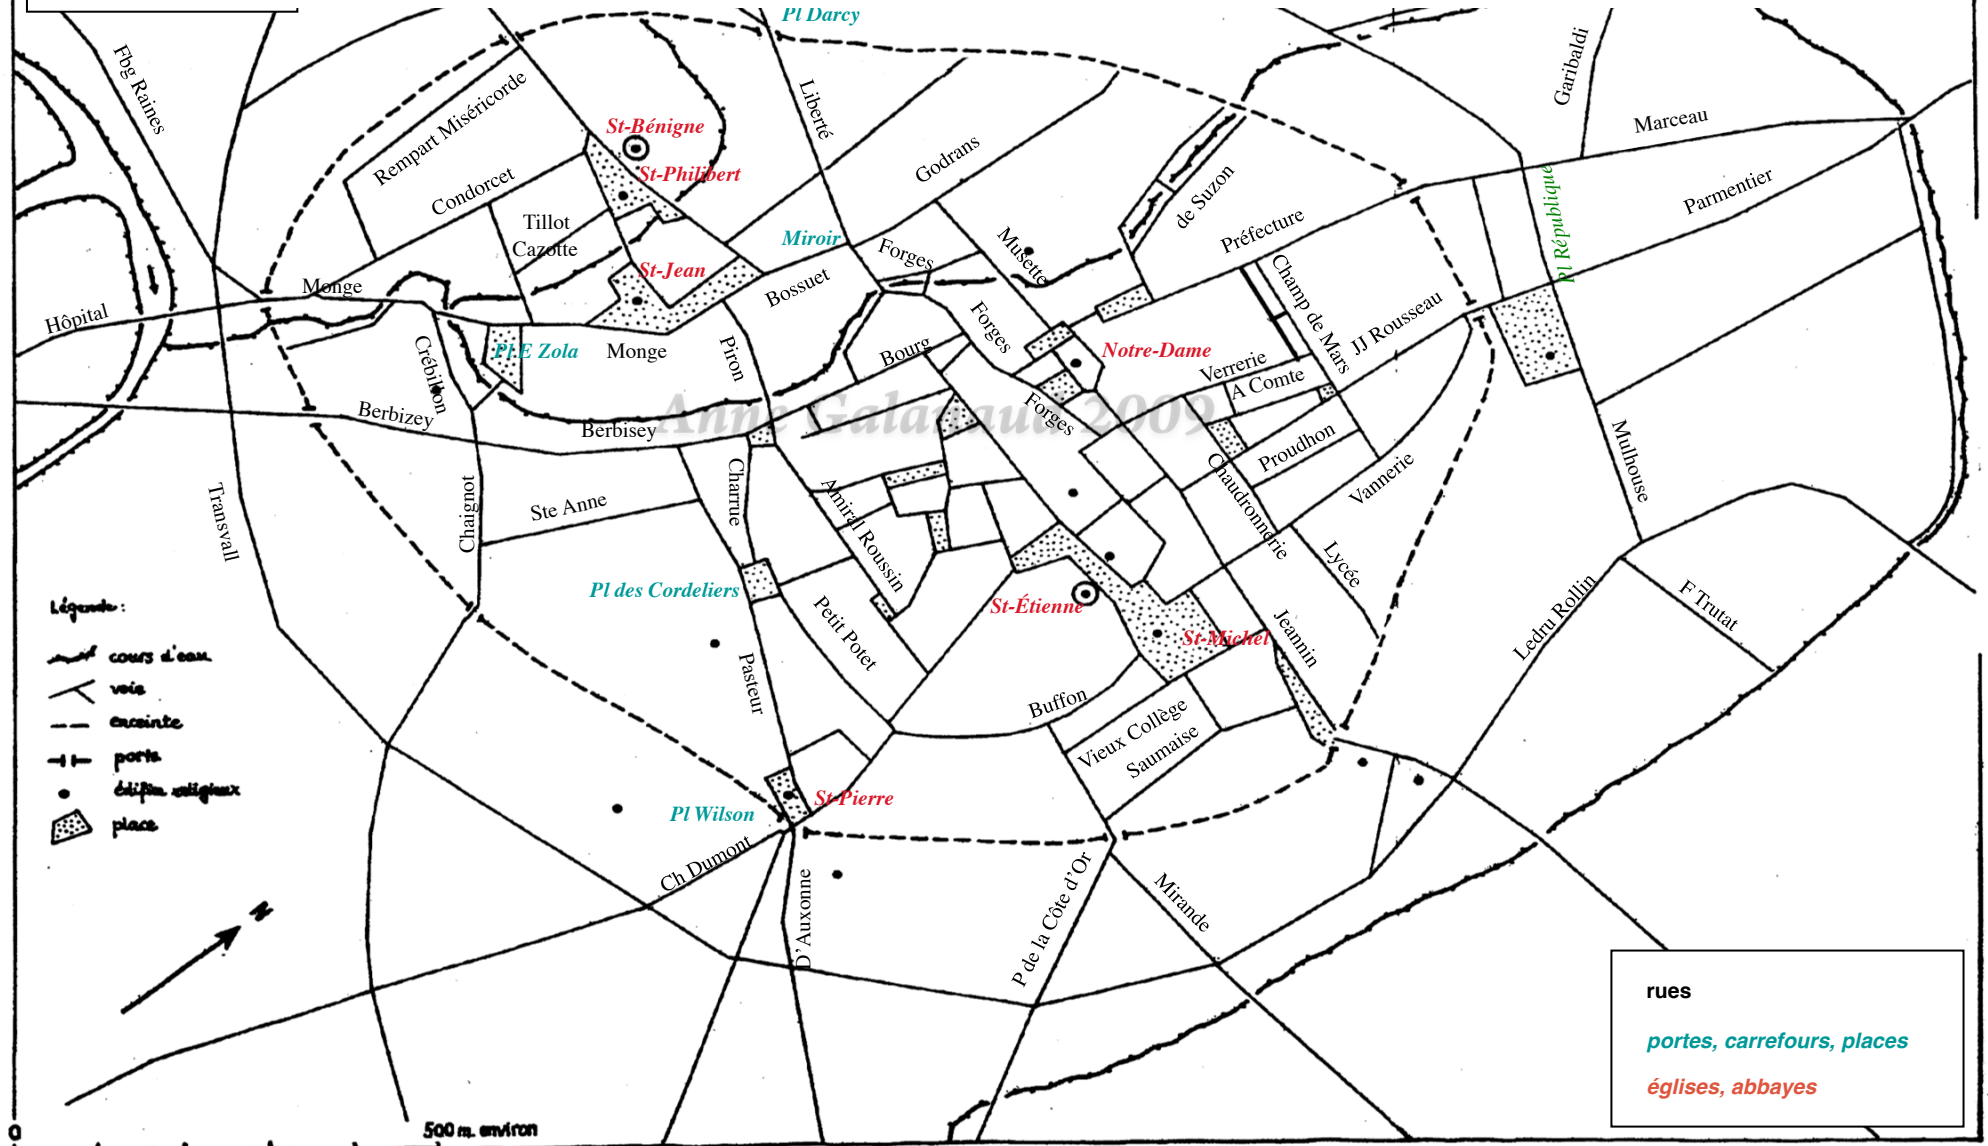 Pl Darcy
Fbg Raines
Garibaldi
Rempart Miséricorde
Liberté
St-Bénigne
Marceau
St-Philibert
Condorcet
Godrans
Parmentier
de Suzon
Tillot
Cazotte
Préfecture
Pl République
Miroir
Forges
Musette
St-Jean
Bossuet
Monge
Champ de Mars
Hôpital
JJ Rousseau
Forges
Crébillon
Pl E Zola
Monge
Piron
Bourg
Notre-Dame
Verrerie
A Comte
Anne Galanaud 2009
Berbizey
Berbisey
Forges
Proudhon
Mulhouse
Transvall
Chaignot
Ste Anne
Charrue
Amiral Roussin
Chaudronnerie
Vannerie
Lycée
Pl des Cordeliers
St-Étienne
Petit Potet
St-Michel
Jeannin
Ledru Rollin
F Trutat
Légende :
cours d'eau
voie
enceinte
porte
édifice religieux
place
Pasteur
Buffon
Vieux Collège
Saumaise
St-Pierre
Pl Wilson
Ch Dumont
D'Auxonne
P de la Côte d'Or
Mirande
N
rues
portes, carrefours, places
églises, abbayes
0
500 m. environ